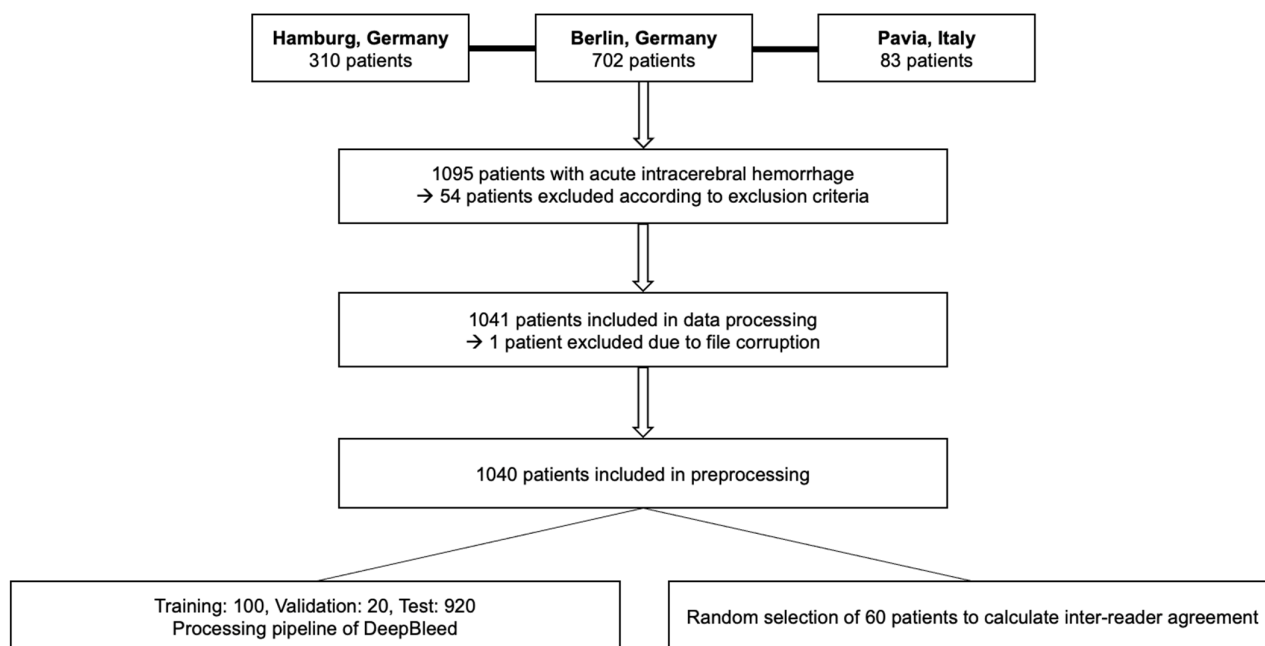 Hamburg, Germany
310 patients
Berlin, Germany
702 patients
Pavia, Italy
83 patients
1095 patients with acute intracerebral hemorrhage
→ 54 patients excluded according to exclusion criteria
1041 patients included in data processing
→ 1 patient excluded due to file corruption
1040 patients included in preprocessing
Training: 100, Validation: 20, Test: 920
Processing pipeline of DeepBleed
Random selection of 60 patients to calculate inter-reader agreement